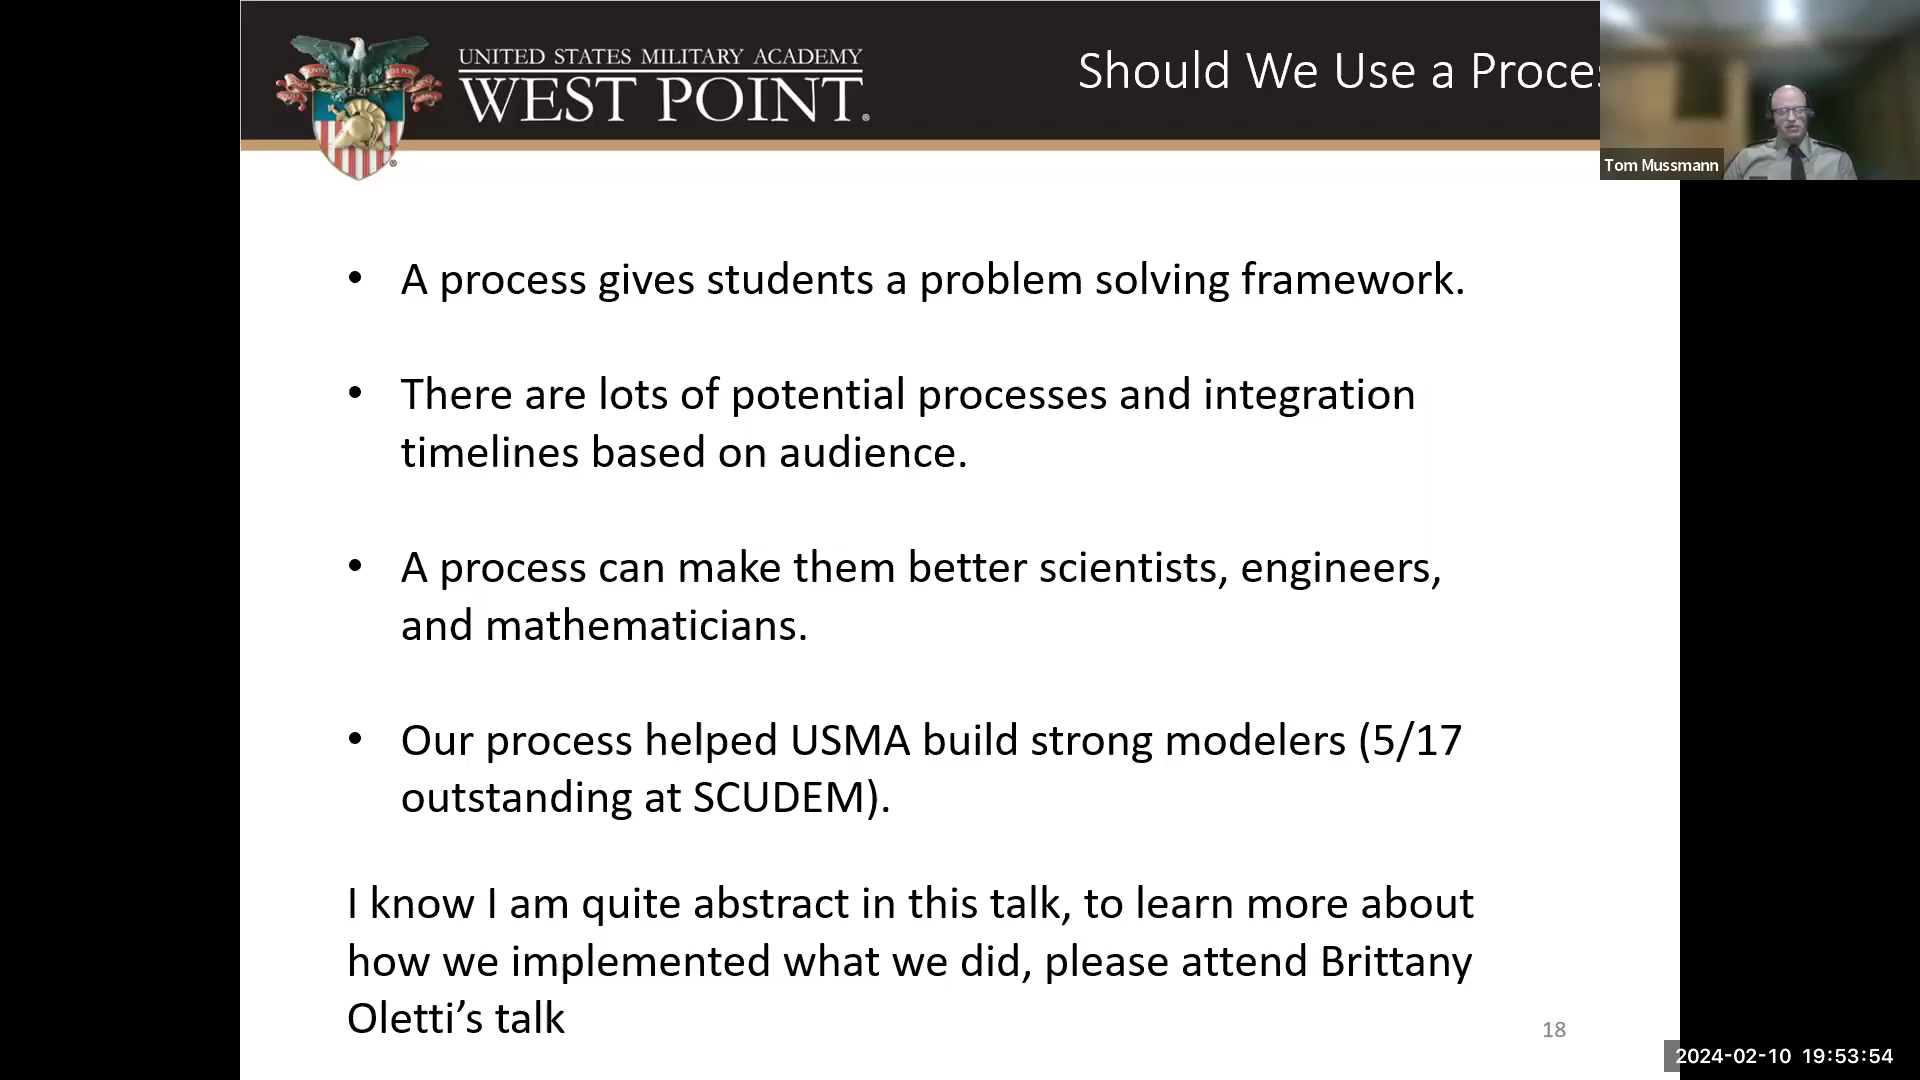 UNITED STATES MILITARY ACADEMY
WEST POINT
Should We Use a Proce
Tom Mussmann
• A process gives students a problem solving framework.
• There are lots of potential processes and integration
timelines based on audience.
• A process can make them better scientists, engineers,
and mathematicians.
• Our process helped USMA build strong modelers (5/17
outstanding at SCUDEM).
I know I am quite abstract in this talk, to learn more about
how we implemented what we did, please attend Brittany
Oletti’s talk
18
2024-02-10 19:53:54